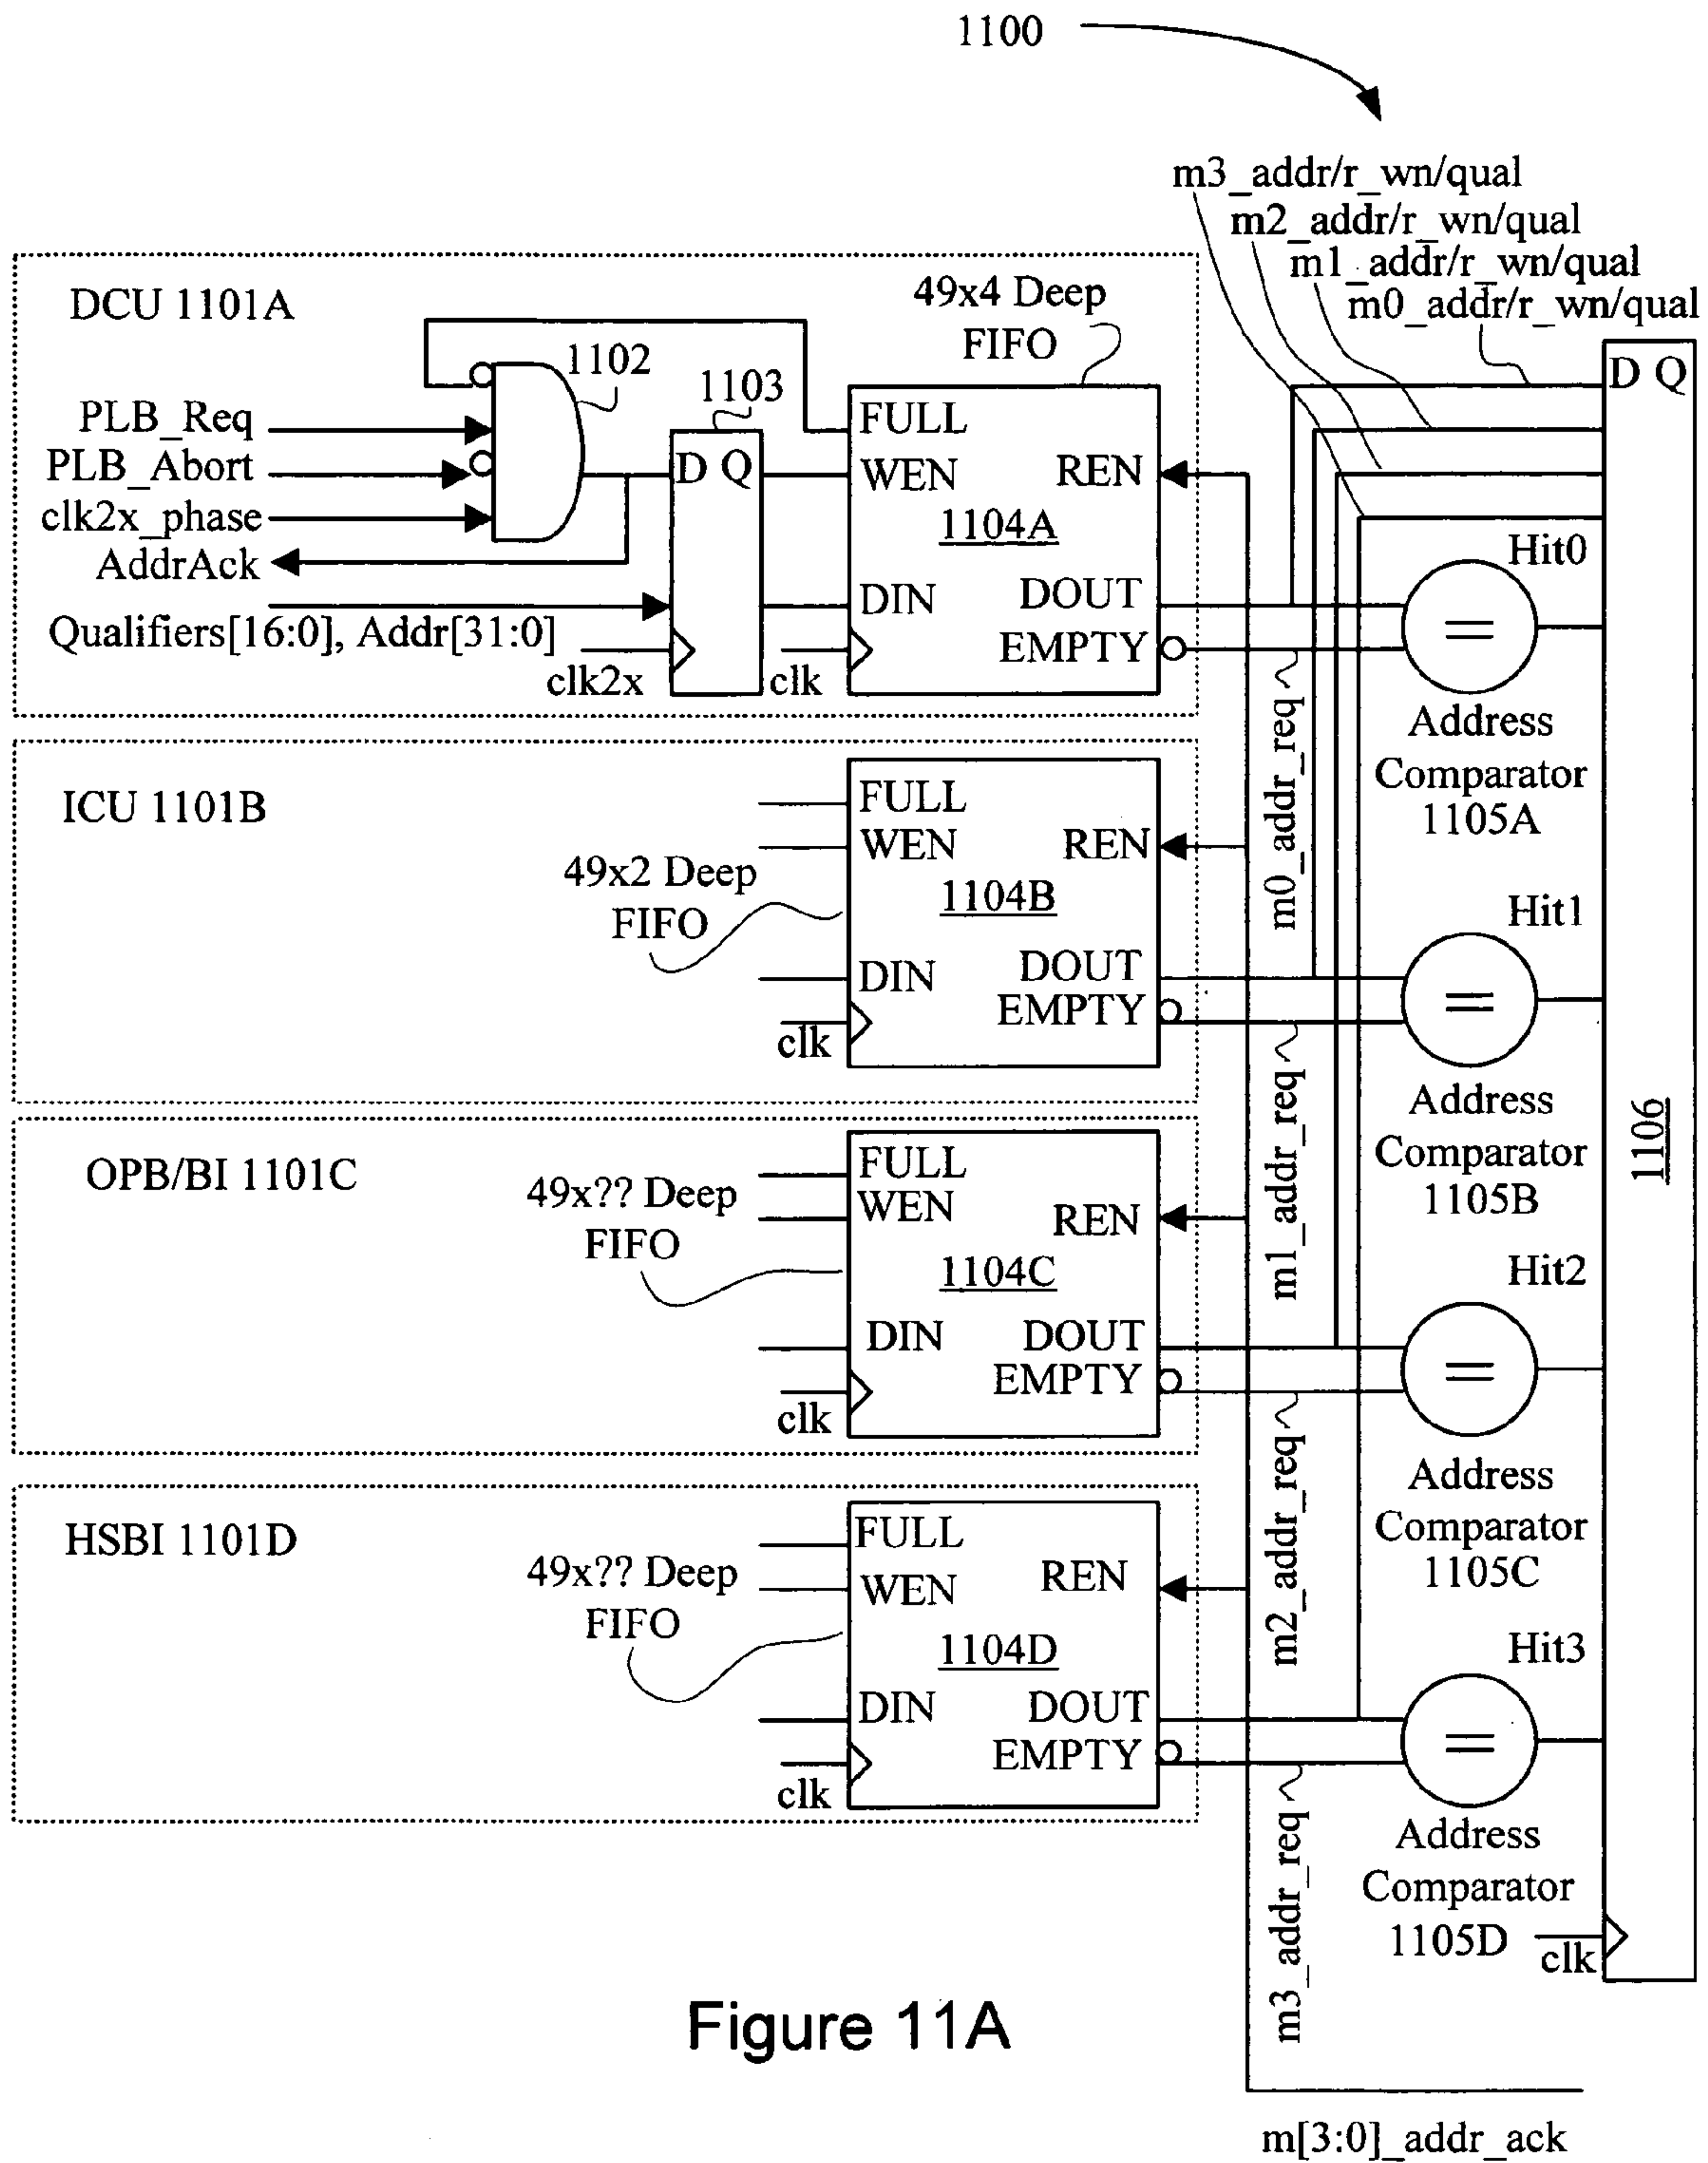 1100
m3_addr/r_wn/qual
m2_addr/r_wn/qual
m1_addr/r_wn/qual
m0_addr/r_wn/qual
DCU 1101A
49x4 Deep
FIFO
1102
1103
PLB_Req
PLB_Abort
clk2x_phase
AddrAck
Qualifiers[16:0], Addr[31:0]
clk2x
D Q
clk
FULL
WEN
REN
1104A
DIN
DOUT
EMPTY
D Q
Hit0
=
Address
Comparator
1105A
m0_addr_req
ICU 1101B
49x2 Deep
FIFO
FULL
WEN
REN
1104B
DIN
DOUT
EMPTY
clk
Hit1
=
Address
Comparator
1105B
m1_addr_req
1106
OPB/BI 1101C
49x?? Deep
FIFO
FULL
WEN
REN
1104C
DIN
DOUT
EMPTY
clk
Hit2
=
Address
Comparator
1105C
m2_addr_req
HSBI 1101D
49x?? Deep
FIFO
FULL
WEN
REN
1104D
DIN
DOUT
EMPTY
clk
Hit3
=
Address
Comparator
1105D
m3_addr_req
clk
Figure 11A
m[3:0]_addr_ack